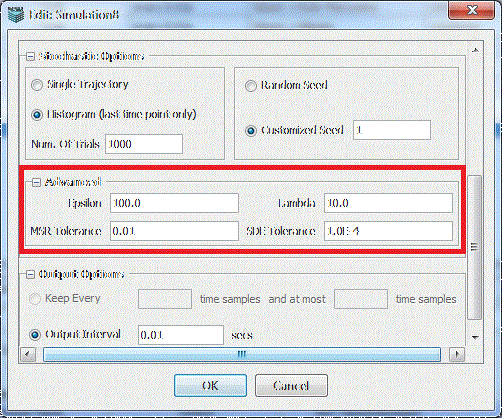 Edit: Simulation8
Stochastic Options
Single Trajectory
Random Seed
Histogram (last time point only)
Customized Seed 1
Num. Of Trials 1000
Advanced
Epsilon 100.0 Lambda 10.0
MSR Tolerance 0.01 SDE Tolerance 1.0E-4
Output Options
Keep Every time samples and at most time samples
Output Interval 0.01 secs
OK Cancel